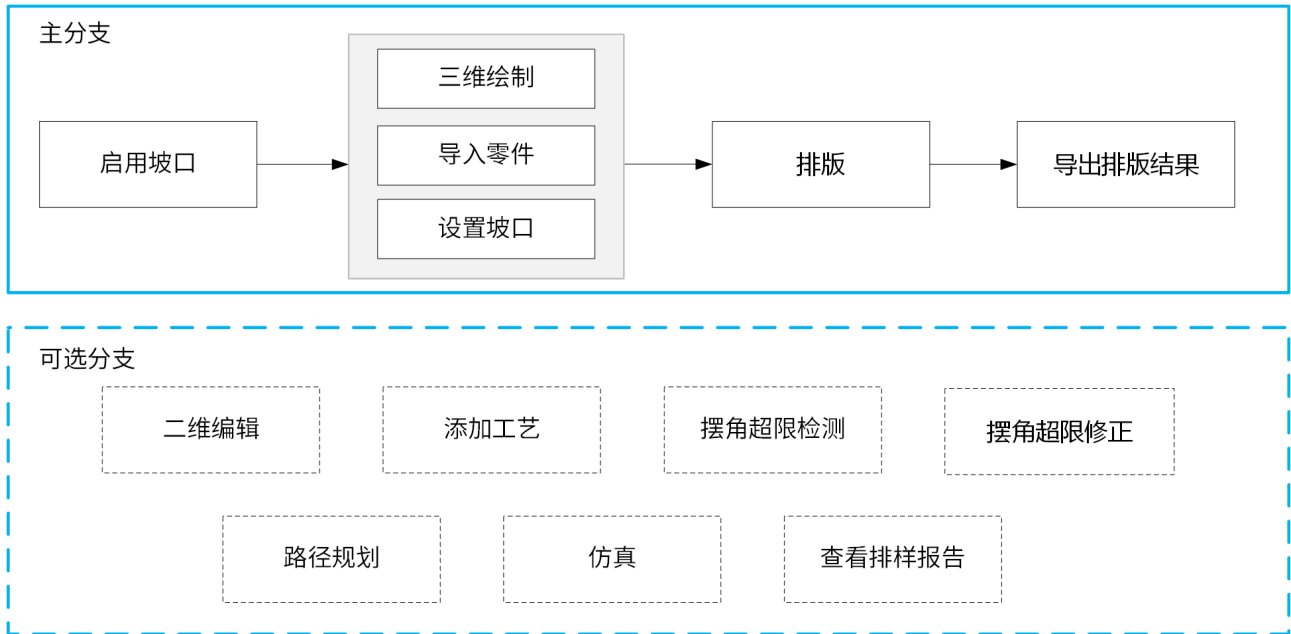 主分支
三维绘制
启用坡口
导入零件
排版
导出排版结果
设置坡口
可选分支
二维编辑
添加工艺
摆角超限检测
摆角超限修正
路径规划
仿真
查看排样报告